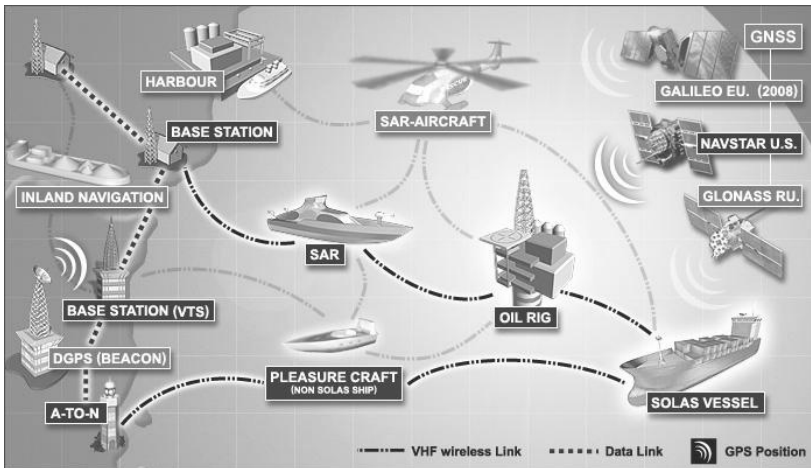 GNSS
HARBOUR
GALILEO EU. (2008)
SAR-AIRCRAFT
BASE STATION
NAVSTAR U.S.
INLAND NAVIGATION
GLONASS RU.
SAR
BASE STATION (VTS)
OIL RIG
DGPS (BEACON)
PLEASURE CRAFT
(NON SOLAS SHIP)
SOLAS VESSEL
A-TO-N
VHF wireless Link
Data Link
GPS Position